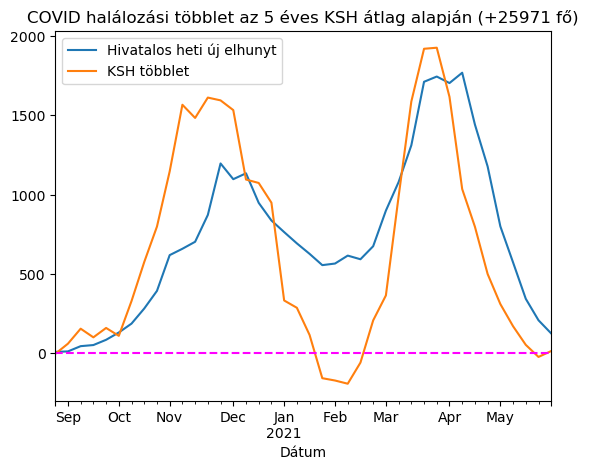 COVID halálozási többlet az 5 éves KSH átlag alapján (+25971 fő)
Hivatalos heti új elhunyt
KSH többlet
2000
1500
1000
500
0
Sep Oct Nov Dec Jan Feb Mar Apr May
2021
Dátum